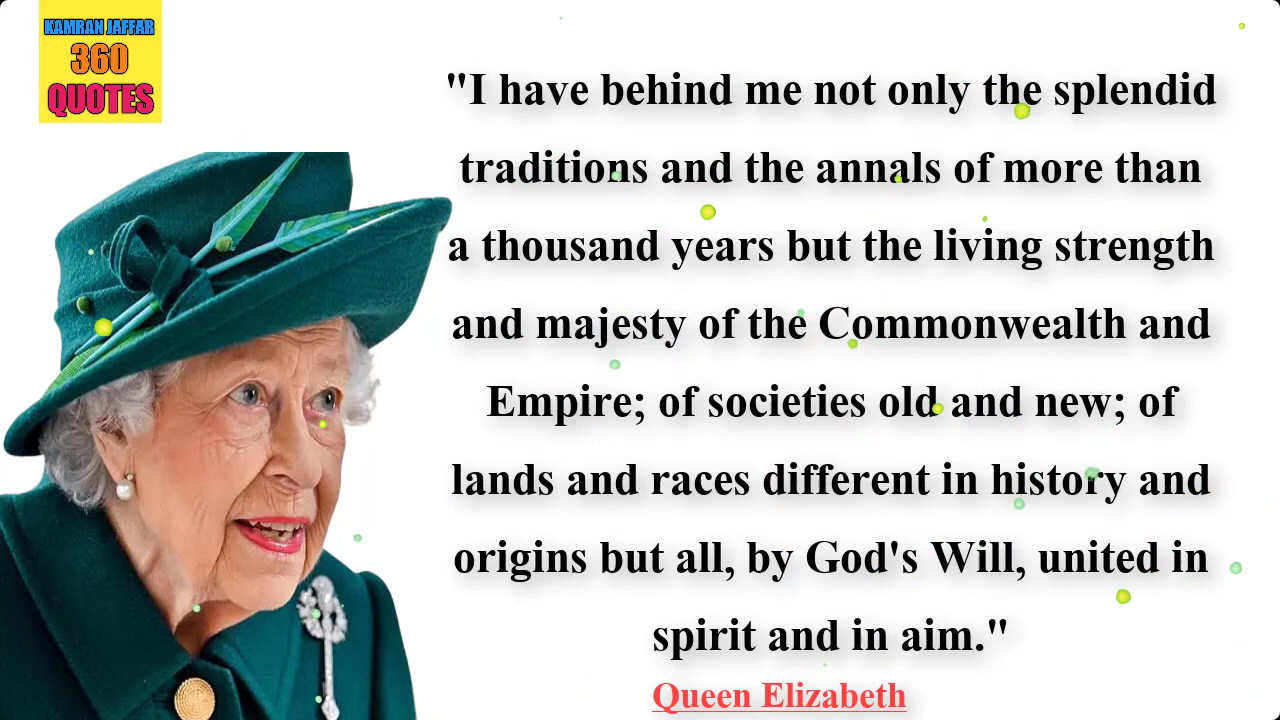 KAMRAN JAFFAR
360
QUOTES
"I have behind me not only the splendid
traditions and the annals of more than
a thousand years but the living strength
and majesty of the Commonwealth and
Empire; of societies old and new; of
lands and races different in history and
origins but all, by God's Will, united in
spirit and in aim."
Queen Elizabeth